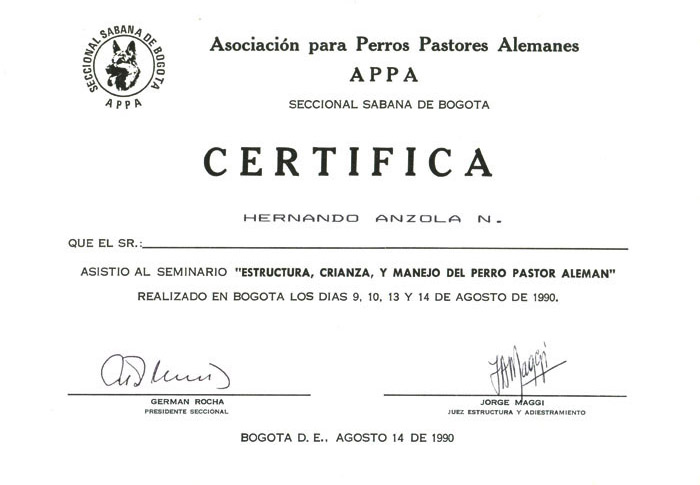 SECCIONAL SABANA DE BOGOTA
APPA
Asociación para Perros Pastores Alemanes
APPA
SECCIONAL SABANA DE BOGOTA
CERTIFICA
HERNANDO ANZOLA N.
QUE EL SR.:
ASISTIO AL SEMINARIO "ESTRUCTURA, CRIANZA, Y MANEJO DEL PERRO PASTOR ALEMAN"
REALIZADO EN BOGOTA LOS DIAS 9, 10, 13 Y 14 DE AGOSTO DE 1990.
JAMaggi
GERMAN ROCHA
PRESIDENTE SECCIONAL
JORGE MAGGI
JUEZ ESTRUCTURA Y ADIESTRAMIENTO
BOGOTA D. E., AGOSTO 14 DE 1990